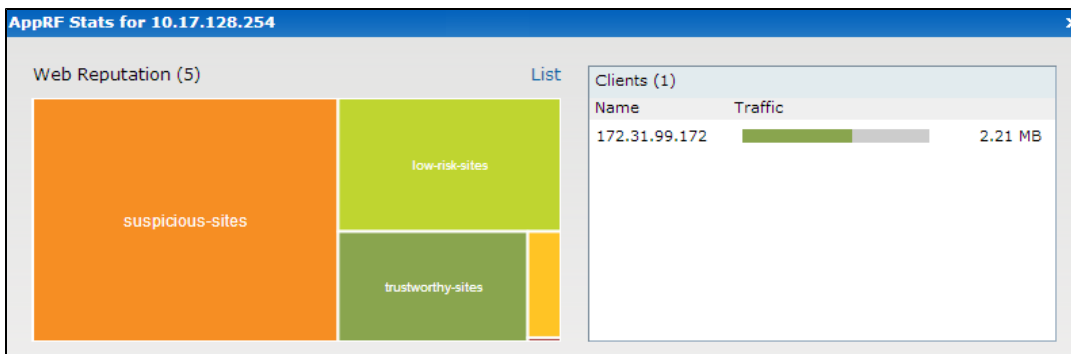 AppRF Stats for 10.17.128.254
Web Reputation (5) List
suspicious-sites
low-risk-sites
trustworthy-sites
Clients (1)
Name Traffic
172.31.99.172 2.21 MB